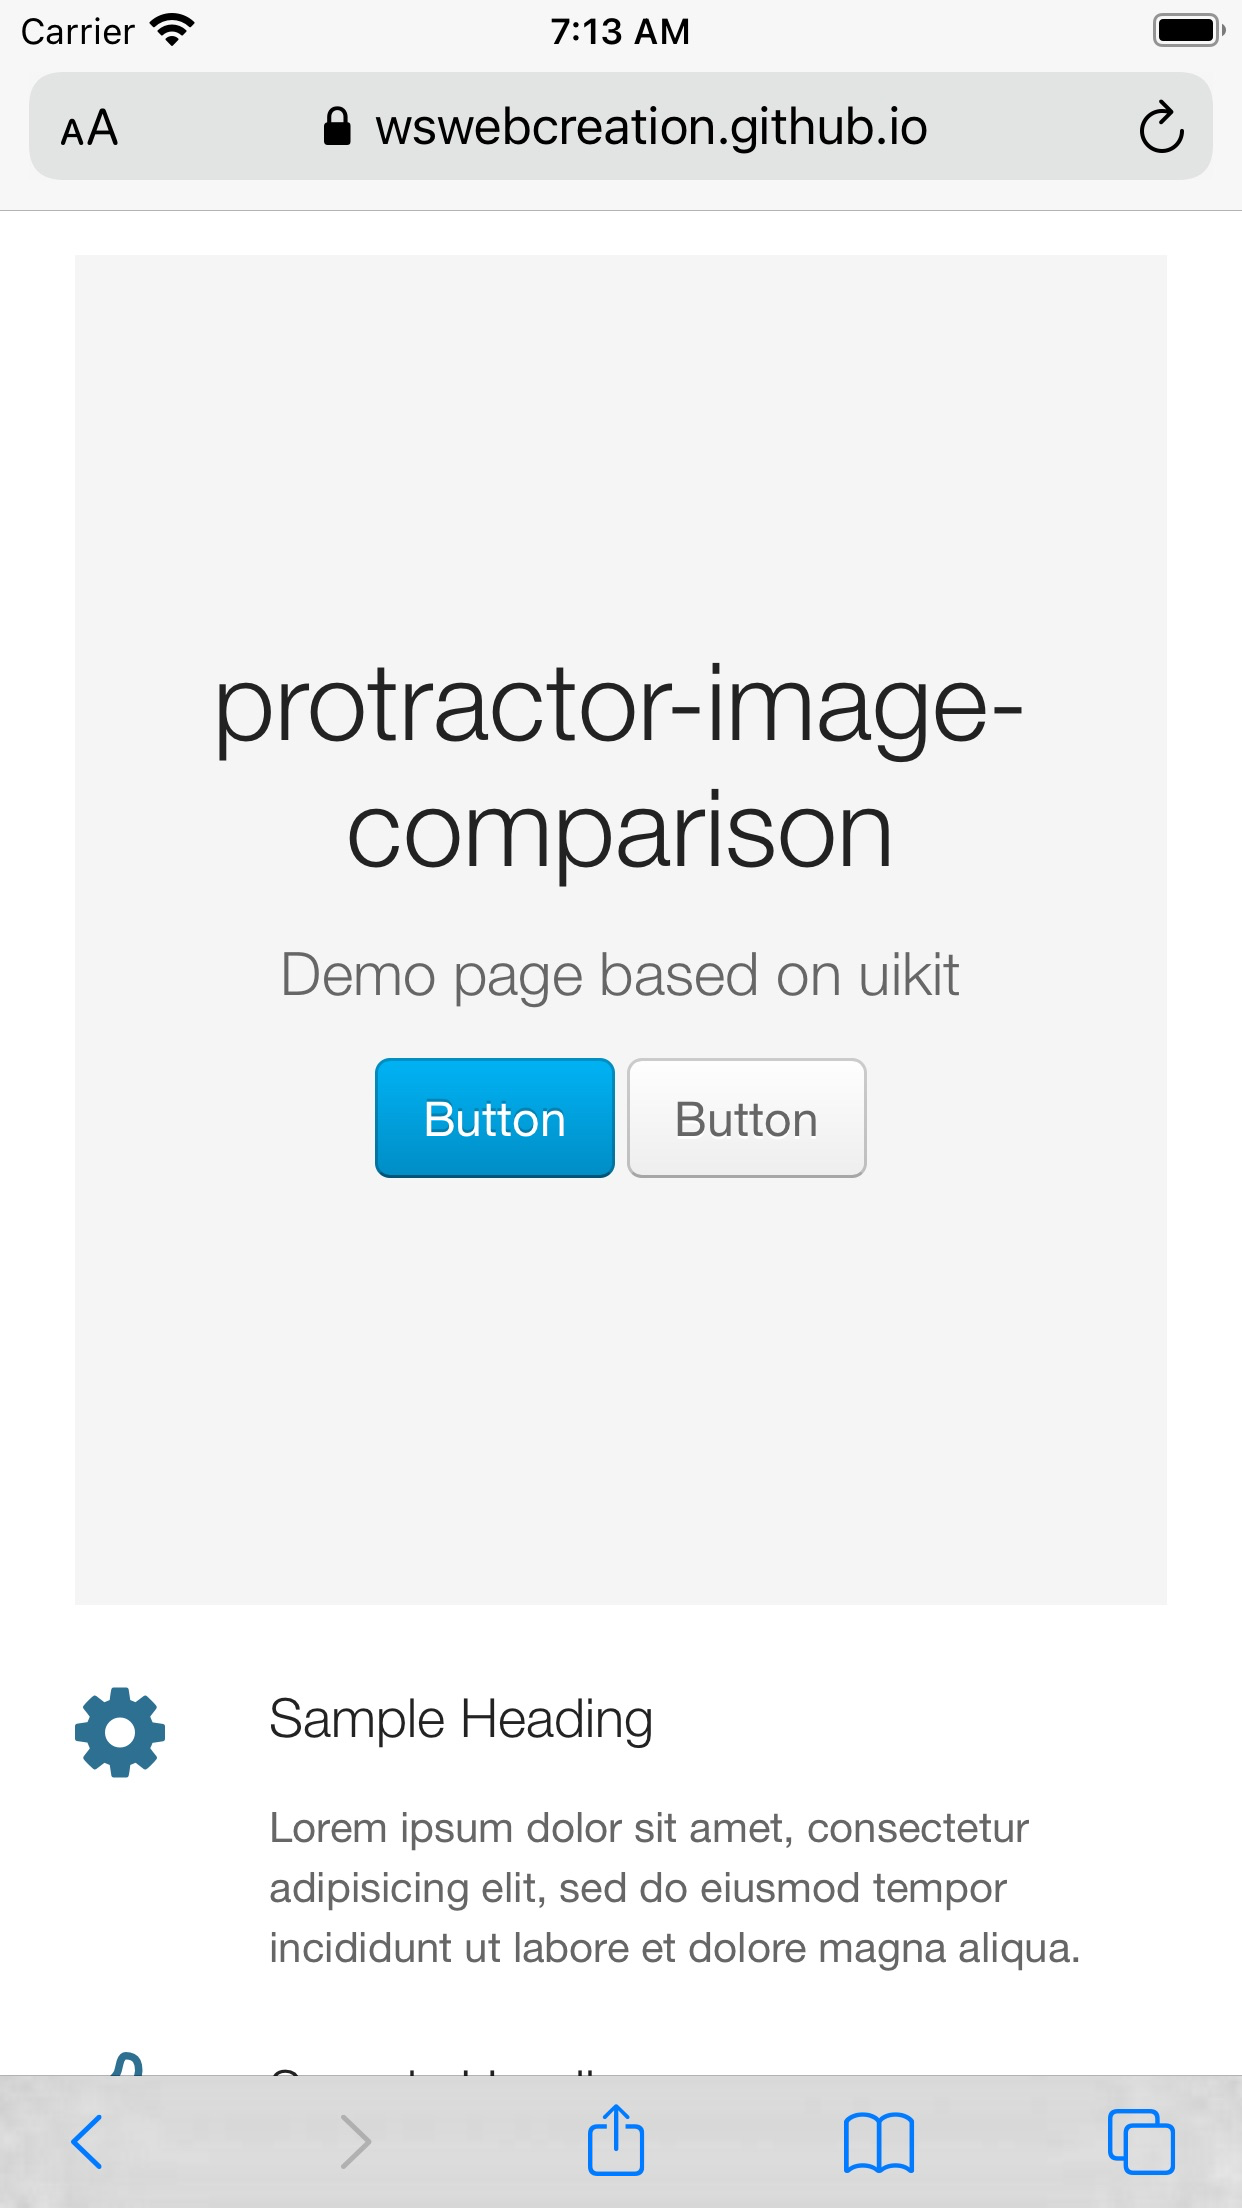 Carrier 7:13 AM
AA wswebcreation.github.io
protractor-image-
comparison
Demo page based on uikit
Button Button
Sample Heading
Lorem ipsum dolor sit amet, consectetur
adipisicing elit, sed do eiusmod tempor
incididunt ut labore et dolore magna aliqua.